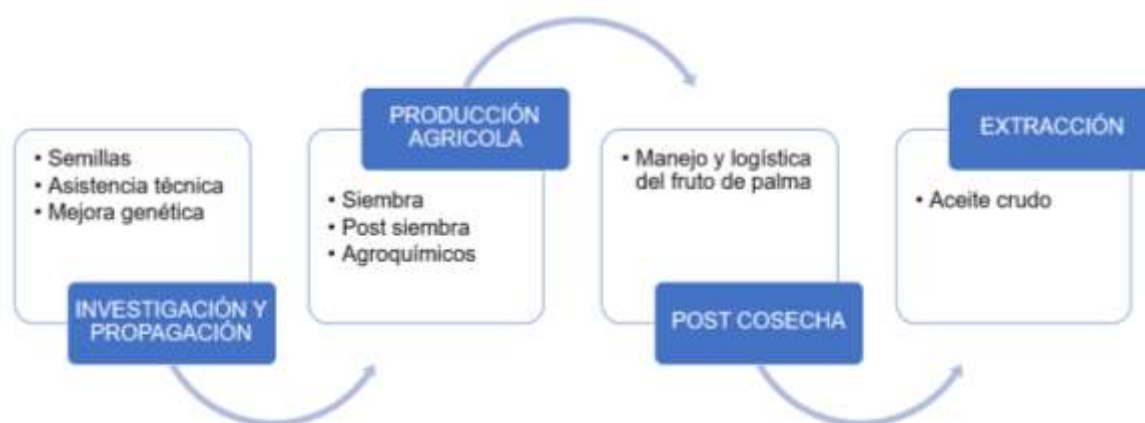 • Semillas
• Asistencia técnica
• Mejora genética
INVESTIGACIÓN Y
PROPAGACIÓN
PRODUCCIÓN
AGRICOLA
• Siembra
• Post siembra
• Agroquímicos
• Manejo y logística
del fruto de palma
POST COSECHA
EXTRACCIÓN
• Aceite crudo